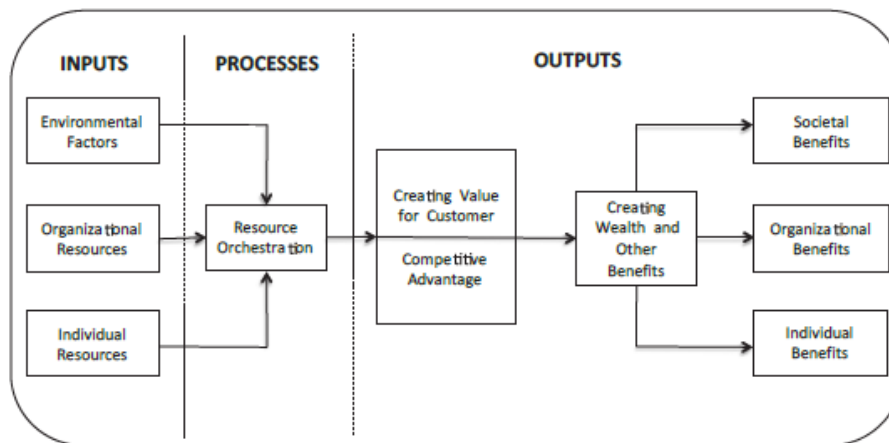 INPUTS
PROCESSES
OUTPUTS
Environmental
Factors
Organizational
Resources
Individual
Resources
Resource
Orchestration
Creating Value
for Customer
Competitive
Advantage
Creating
Wealth and
Other
Benefits
Societal
Benefits
Organizational
Benefits
Individual
Benefits